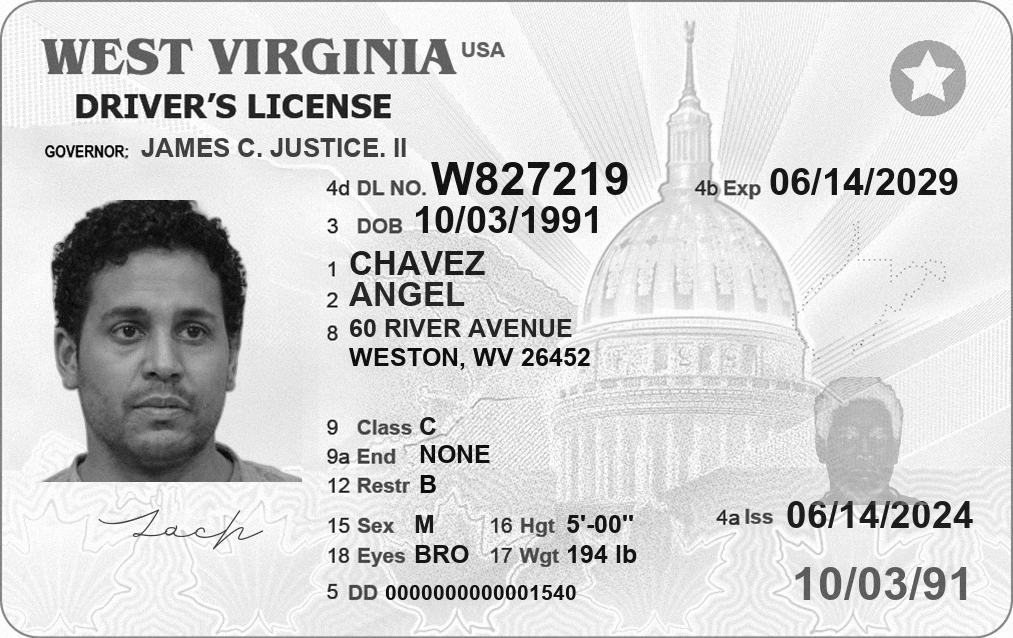 WEST VIRGINIA USA
DRIVER'S LICENSE
GOVERNOR: JAMES C. JUSTICE. II
4d DL NO. W827219 4b Exp 06/14/2029
3 DOB 10/03/1991
1 CHAVEZ
2 ANGEL
8 60 RIVER AVENUE
WESTON, WV 26452
9 Class C
9a End NONE
12 Restr B
15 Sex M 16 Hgt 5'-00"
4a Iss 06/14/2024
18 Eyes BRO 17 Wgt 194 lb
5 DD 0000000000001540
10/03/91
Zach